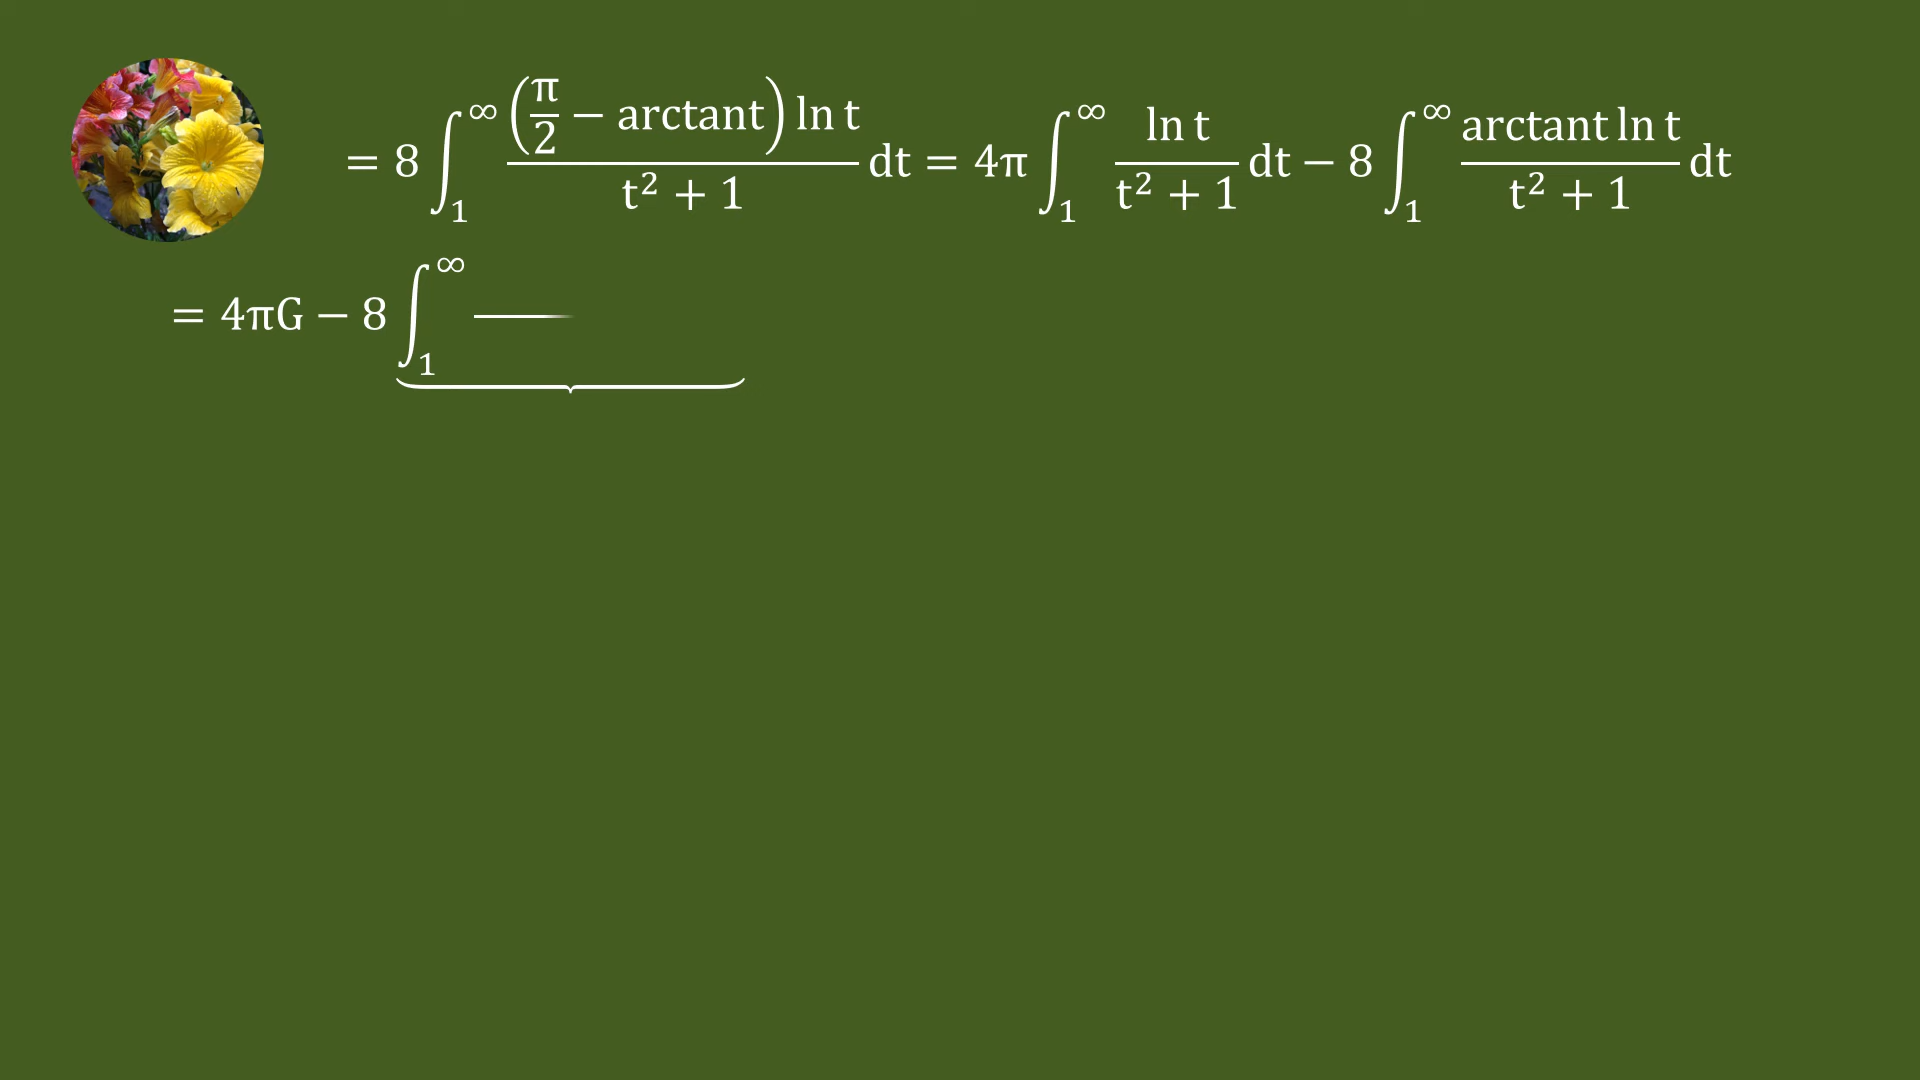 = 8 ∫₁^∞ (π/2 − arctant) ln t / (t² + 1) dt = 4π ∫₁^∞ ln t / (t² + 1) dt − 8 ∫₁^∞ arctant ln t / (t² + 1) dt
= 4πG − 8 ∫₁^∞